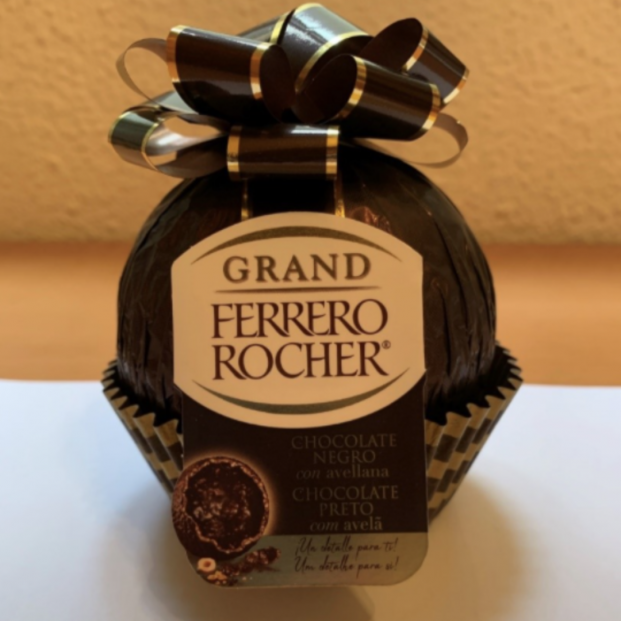 GRAND
FERRERO
ROCHER®
CHOCOLATE
NEGRO
con avellana
CHOCOLATE
PRETO
com avelã
¡Un detalle para ti!
Um detalhe para si!